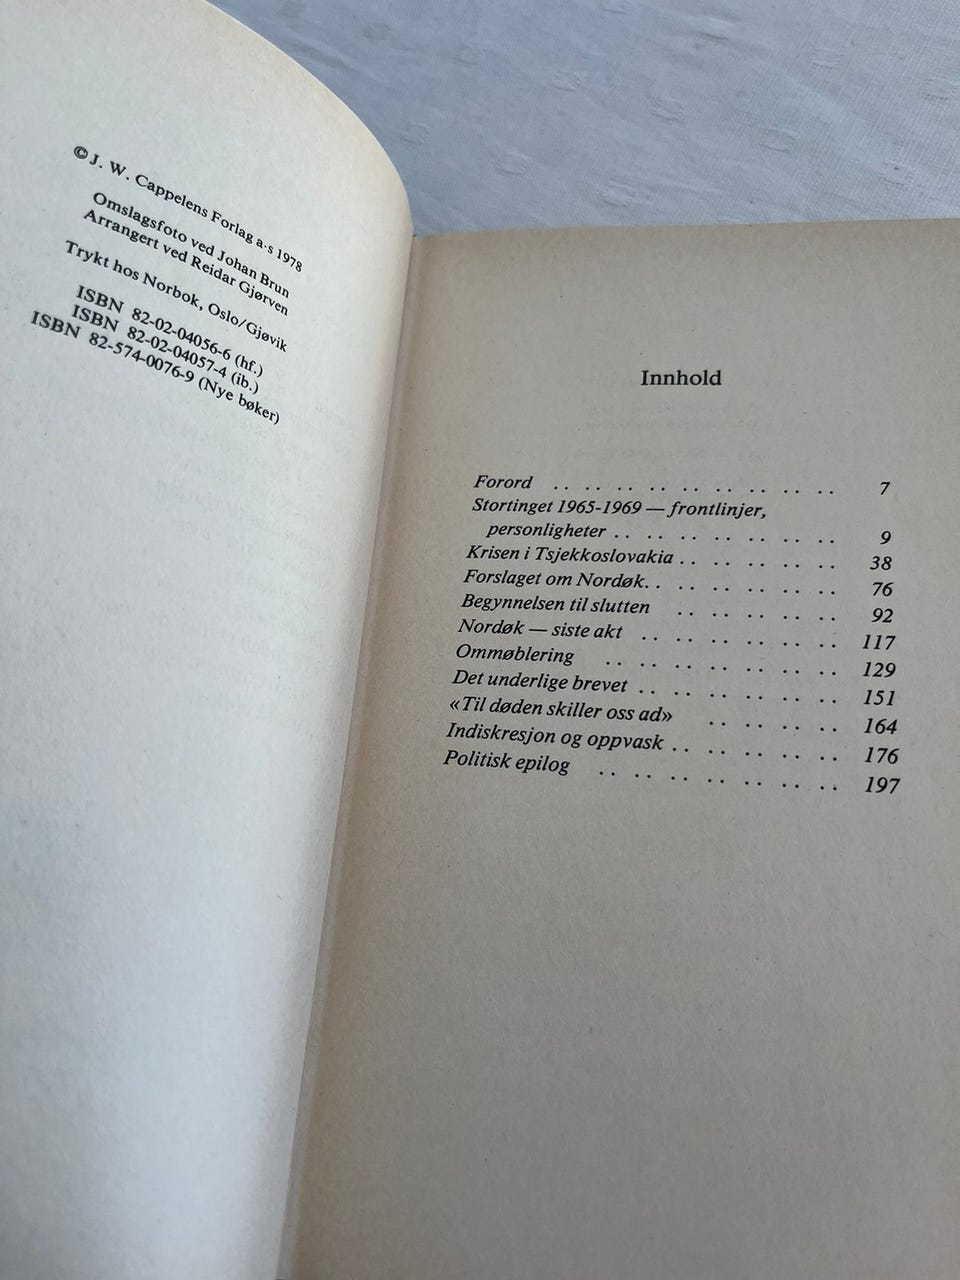 © J. W. Cappelens Forlag a·s 1978
Omslagsfoto ved Johan Brun
Arrangert ved Reidar Gjørven
Trykt hos Norbok, Oslo/Gjøvik
ISBN 82-02-04056-6 (hf.)
ISBN 82-02-04057-4 (ib.)
ISBN 82-574-0076-9 (Nye bøker)
Innhold
Forord .. .. .. .. .. .. .. .. .. 7
Stortinget 1965-1969 — frontlinjer,
personligheter .. .. .. .. .. .. .. 9
Krisen i Tsjekkoslovakia .. .. .. .. .. 38
Forslaget om Nordøk. .. .. .. .. .. .. 76
Begynnelsen til slutten .. .. .. .. .. 92
Nordøk — siste akt .. .. .. .. .. .. 117
Ommøblering .. .. .. .. .. .. .. 129
Det underlige brevet .. .. .. .. .. .. 151
«Til døden skiller oss ad» .. .. .. .. 164
Indiskresjon og oppvask .. .. .. .. .. 176
Politisk epilog .. .. .. .. .. .. .. 197